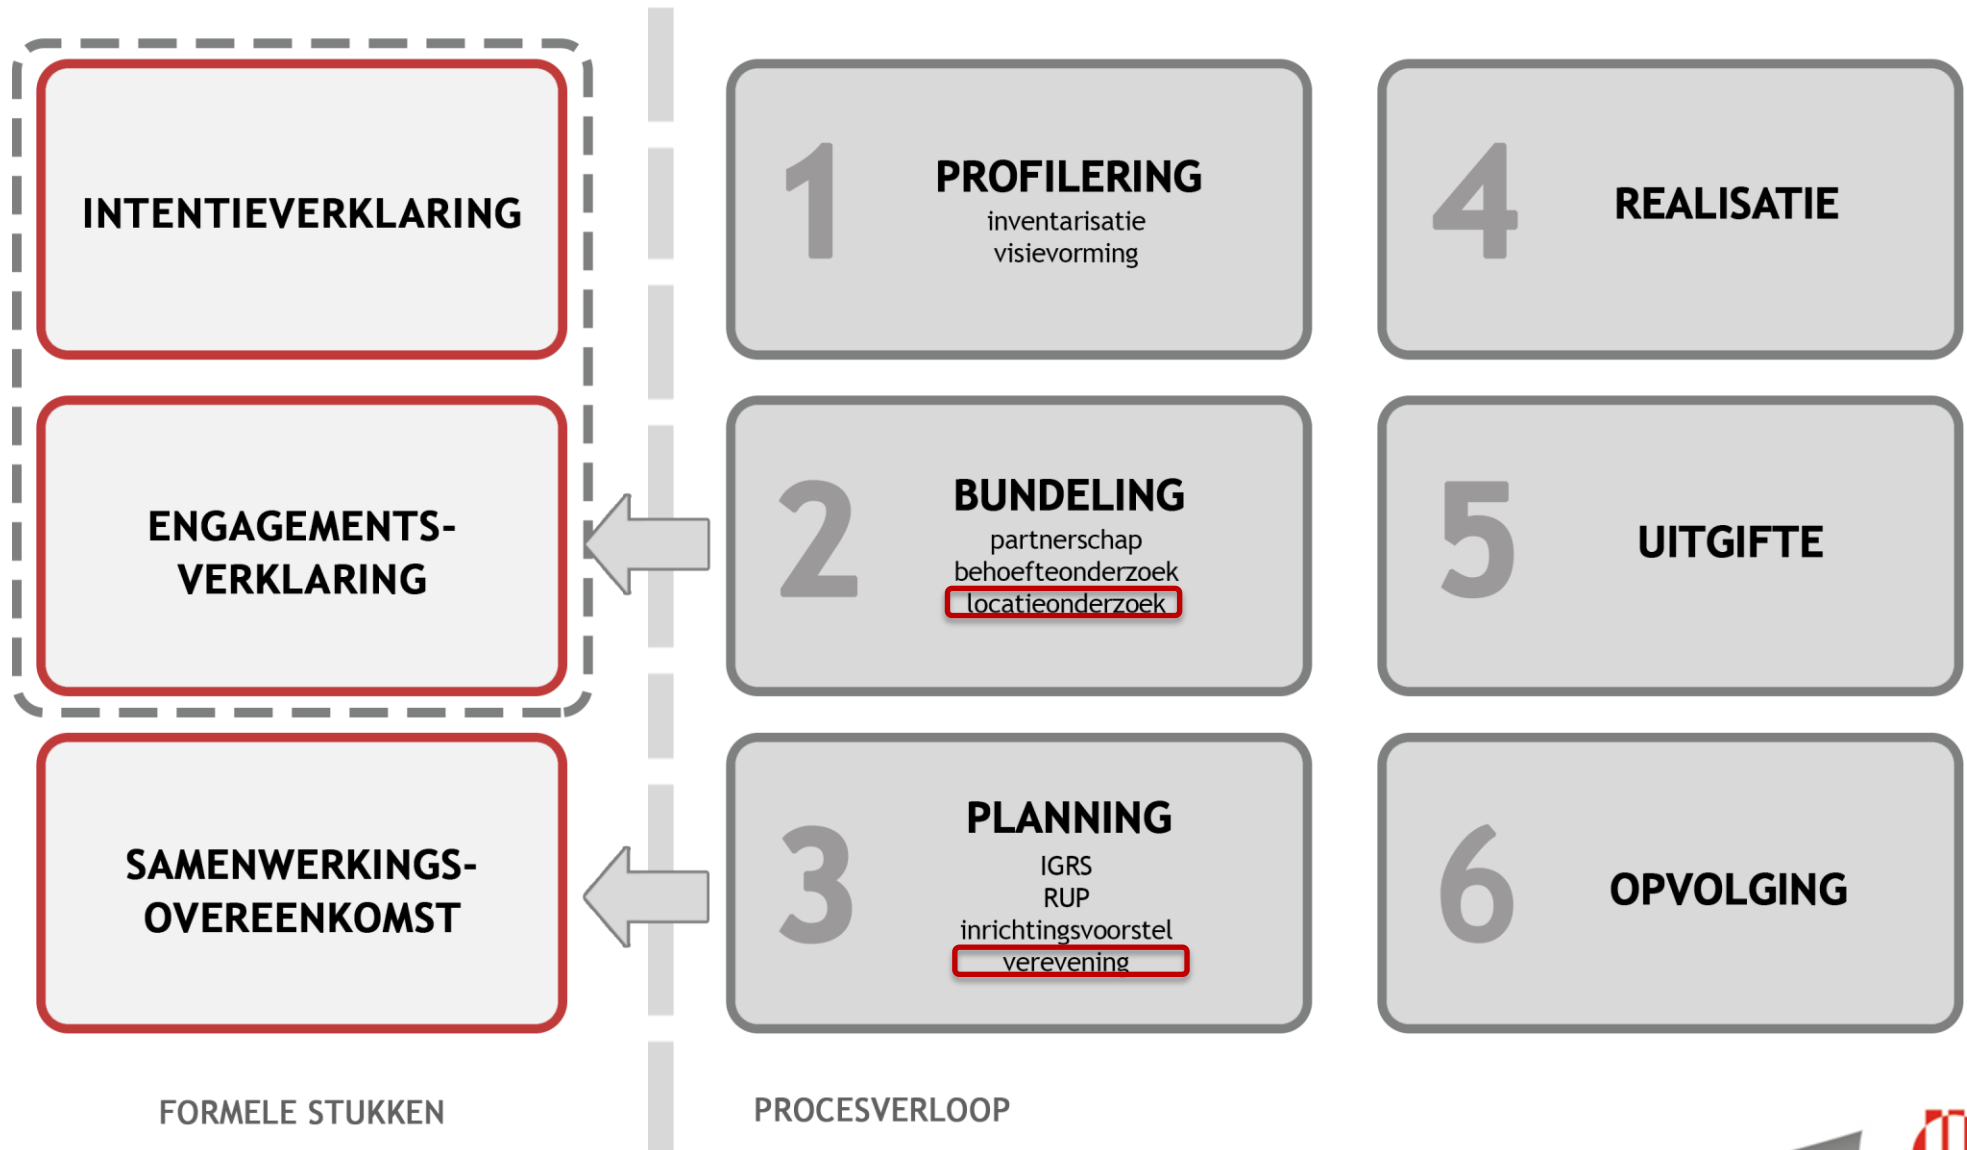 INTENTIEVERKLARING
ENGAGEMENTS-
VERKLARING
SAMENWERKINGS-
OVEREENKOMST
FORMELE STUKKEN
1
PROFILERING
inventarisatie
visievorming
2
BUNDELING
partnerschap
behoefteonderzoek
locatieonderzoek
3
PLANNING
IGRS
RUP
inrichtingsvoorstel
verevening
4
REALISATIE
5
UITGIFTE
6
OPVOLGING
PROCESVERLOOP